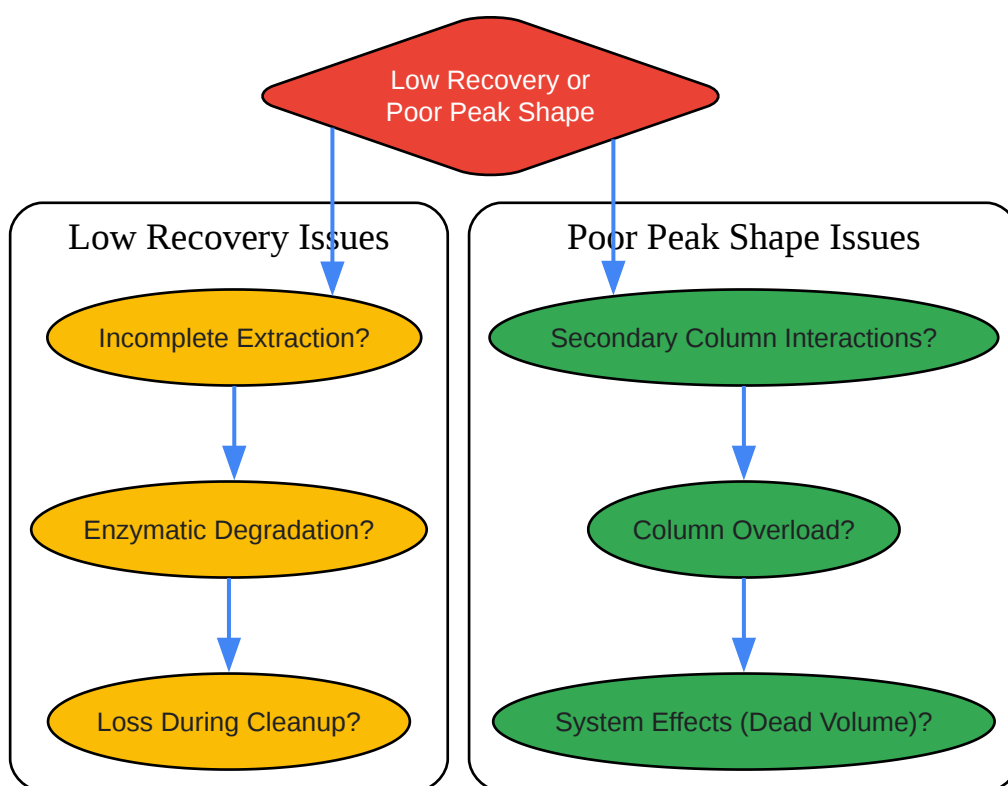 Low Recovery or
Poor Peak Shape
Low Recovery Issues
Incomplete Extraction?
Enzymatic Degradation?
Loss During Cleanup?
Poor Peak Shape Issues
Secondary Column Interactions?
Column Overload?
System Effects (Dead Volume)?